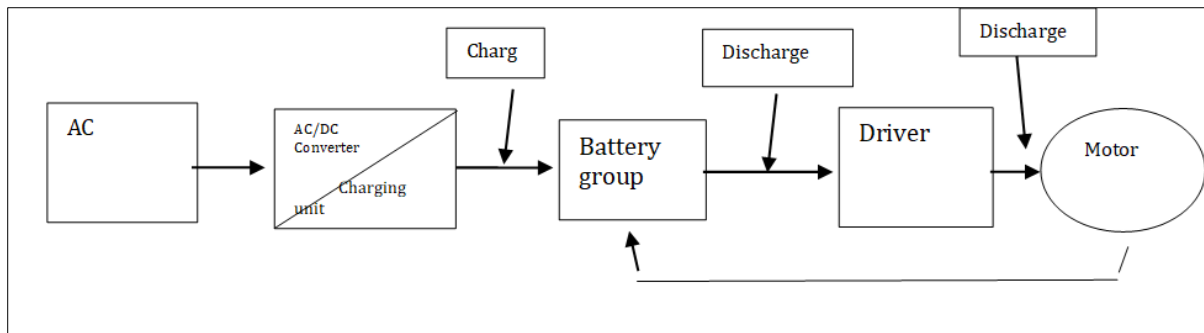 AC
AC/DC
Converter
Charging
unit
Charg
Battery
group
Discharge
Driver
Discharge
Motor